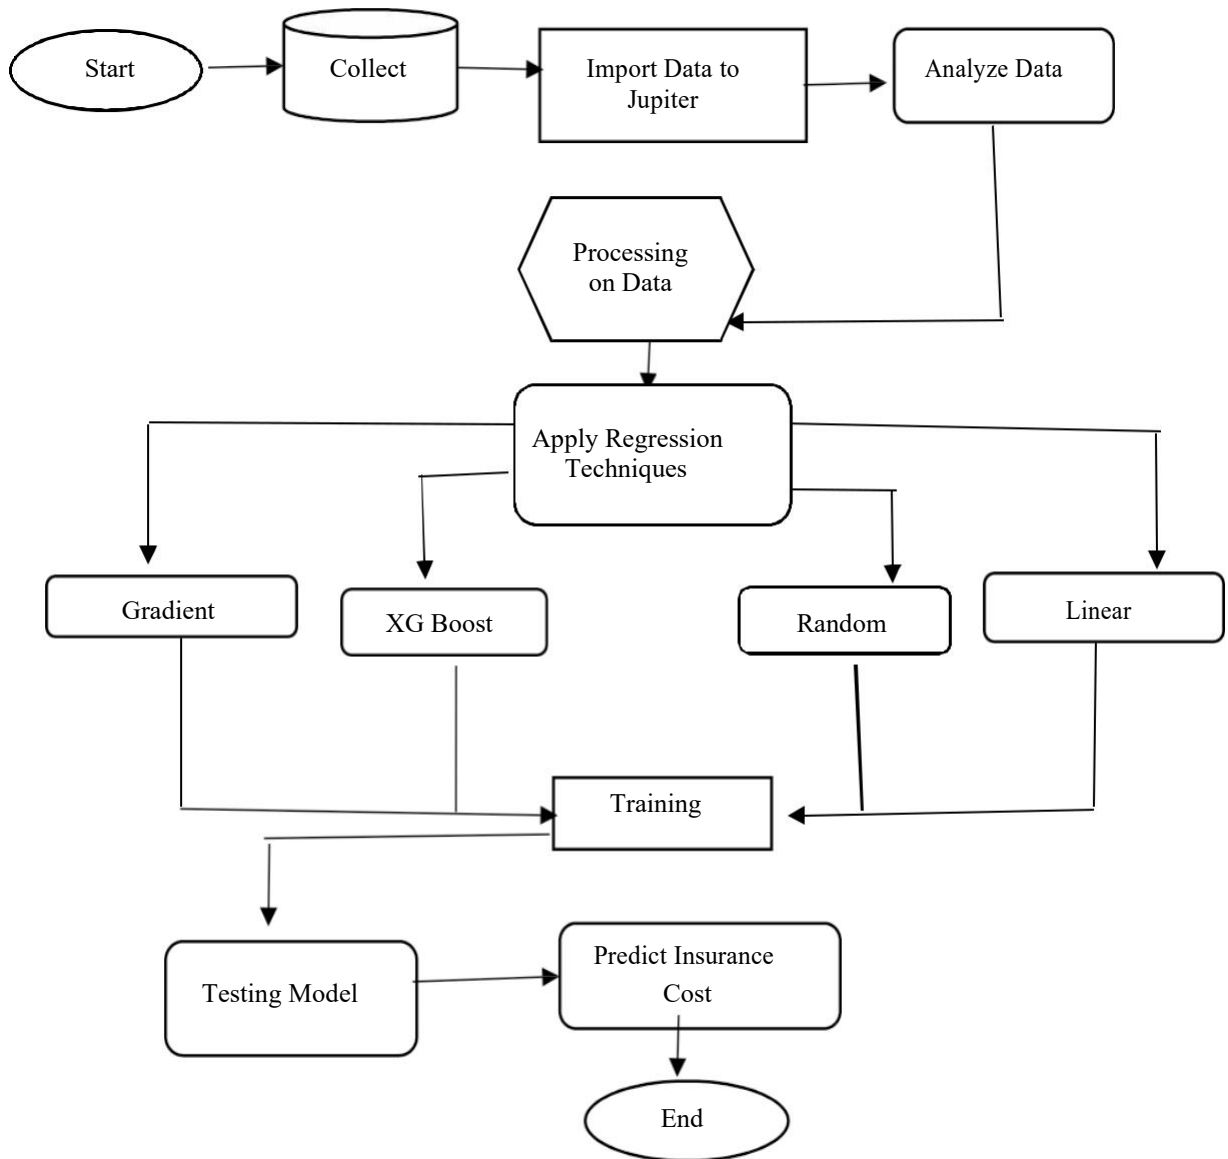 Start
Collect
Import Data to
Jupiter
Analyze Data
Processing
on Data
Apply Regression
Techniques
Gradient
XG Boost
Random
Linear
Training
Testing Model
Predict Insurance
Cost
End